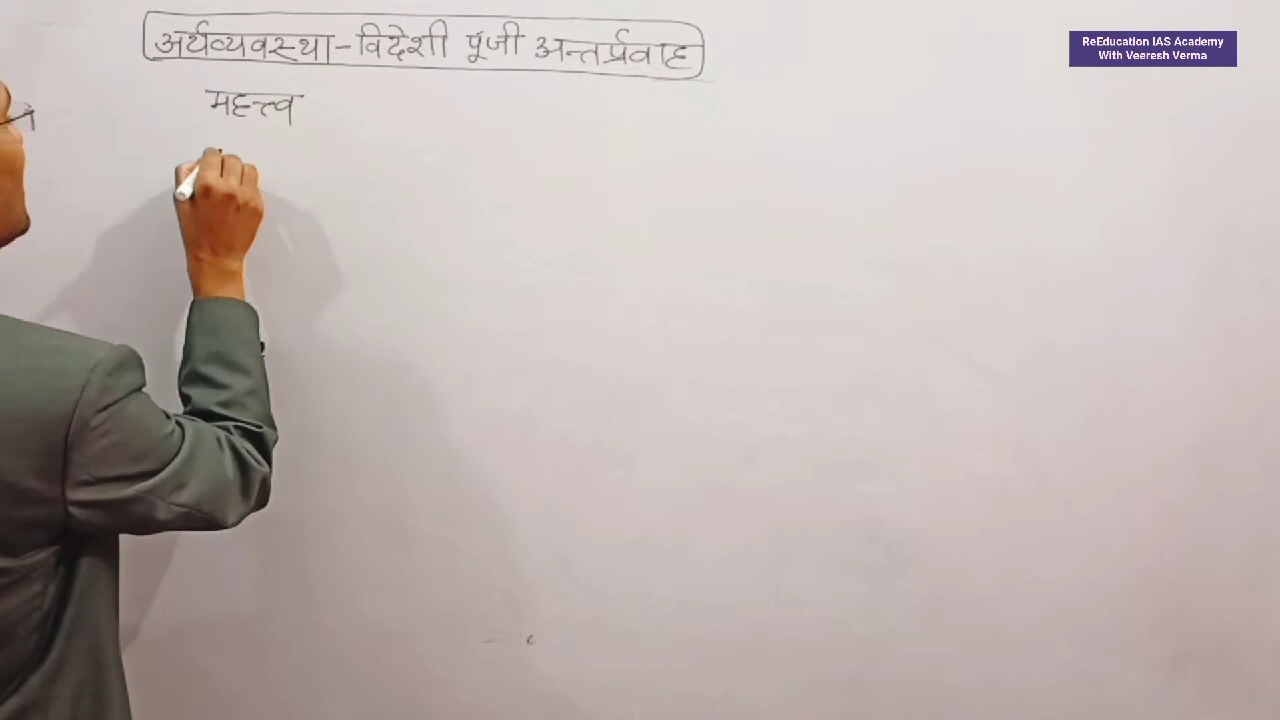 अर्थव्यवस्था-विदेशी पूंजी अन्तर्प्रवाह
महत्त्व
ReEducation IAS Academy
With Veeresh Verma